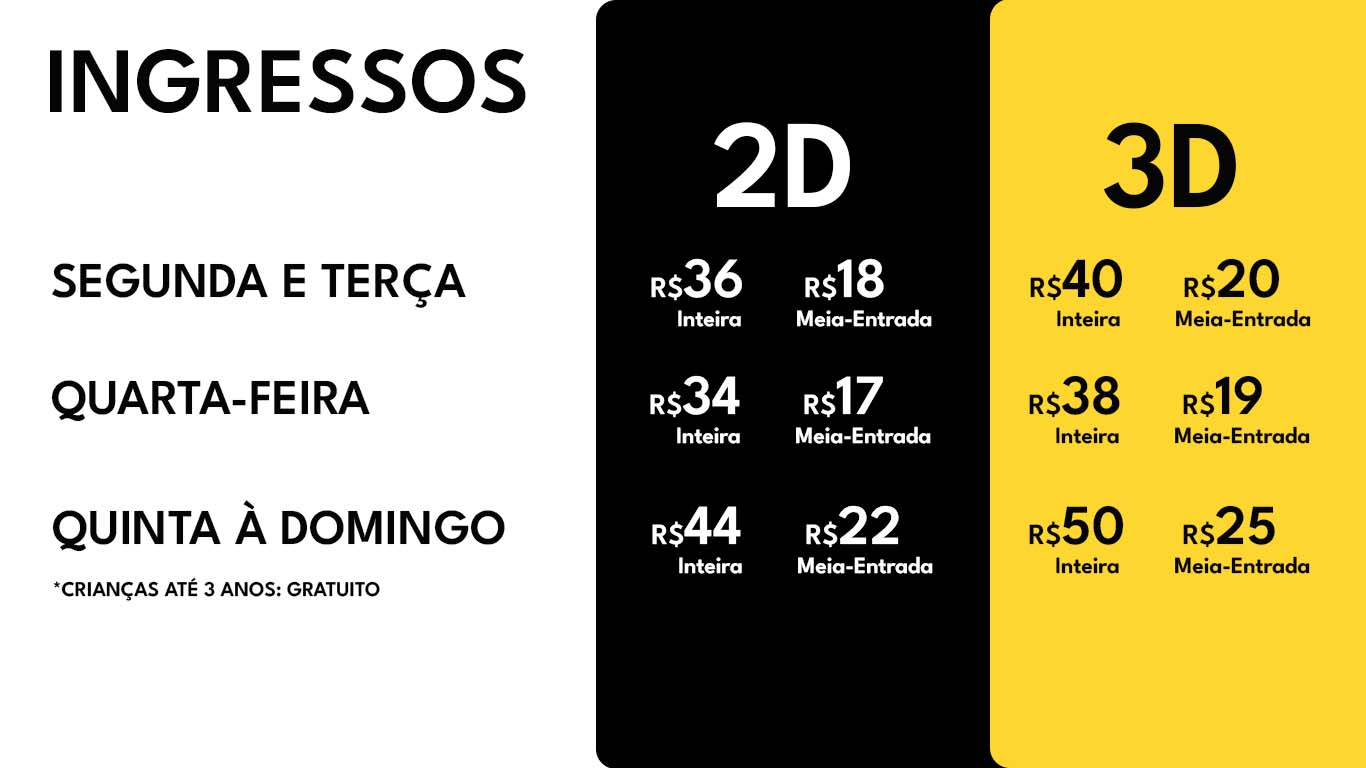 INGRESSOS
2D
3D
SEGUNDA E TERÇA
R$36 R$18 R$40 R$20
Inteira Meia-Entrada Inteira Meia-Entrada
QUARTA-FEIRA
R$34 R$17 R$38 R$19
Inteira Meia-Entrada Inteira Meia-Entrada
QUINTA À DOMINGO
R$44 R$22 R$50 R$25
Inteira Meia-Entrada Inteira Meia-Entrada
*CRIANÇAS ATÉ 3 ANOS: GRATUITO